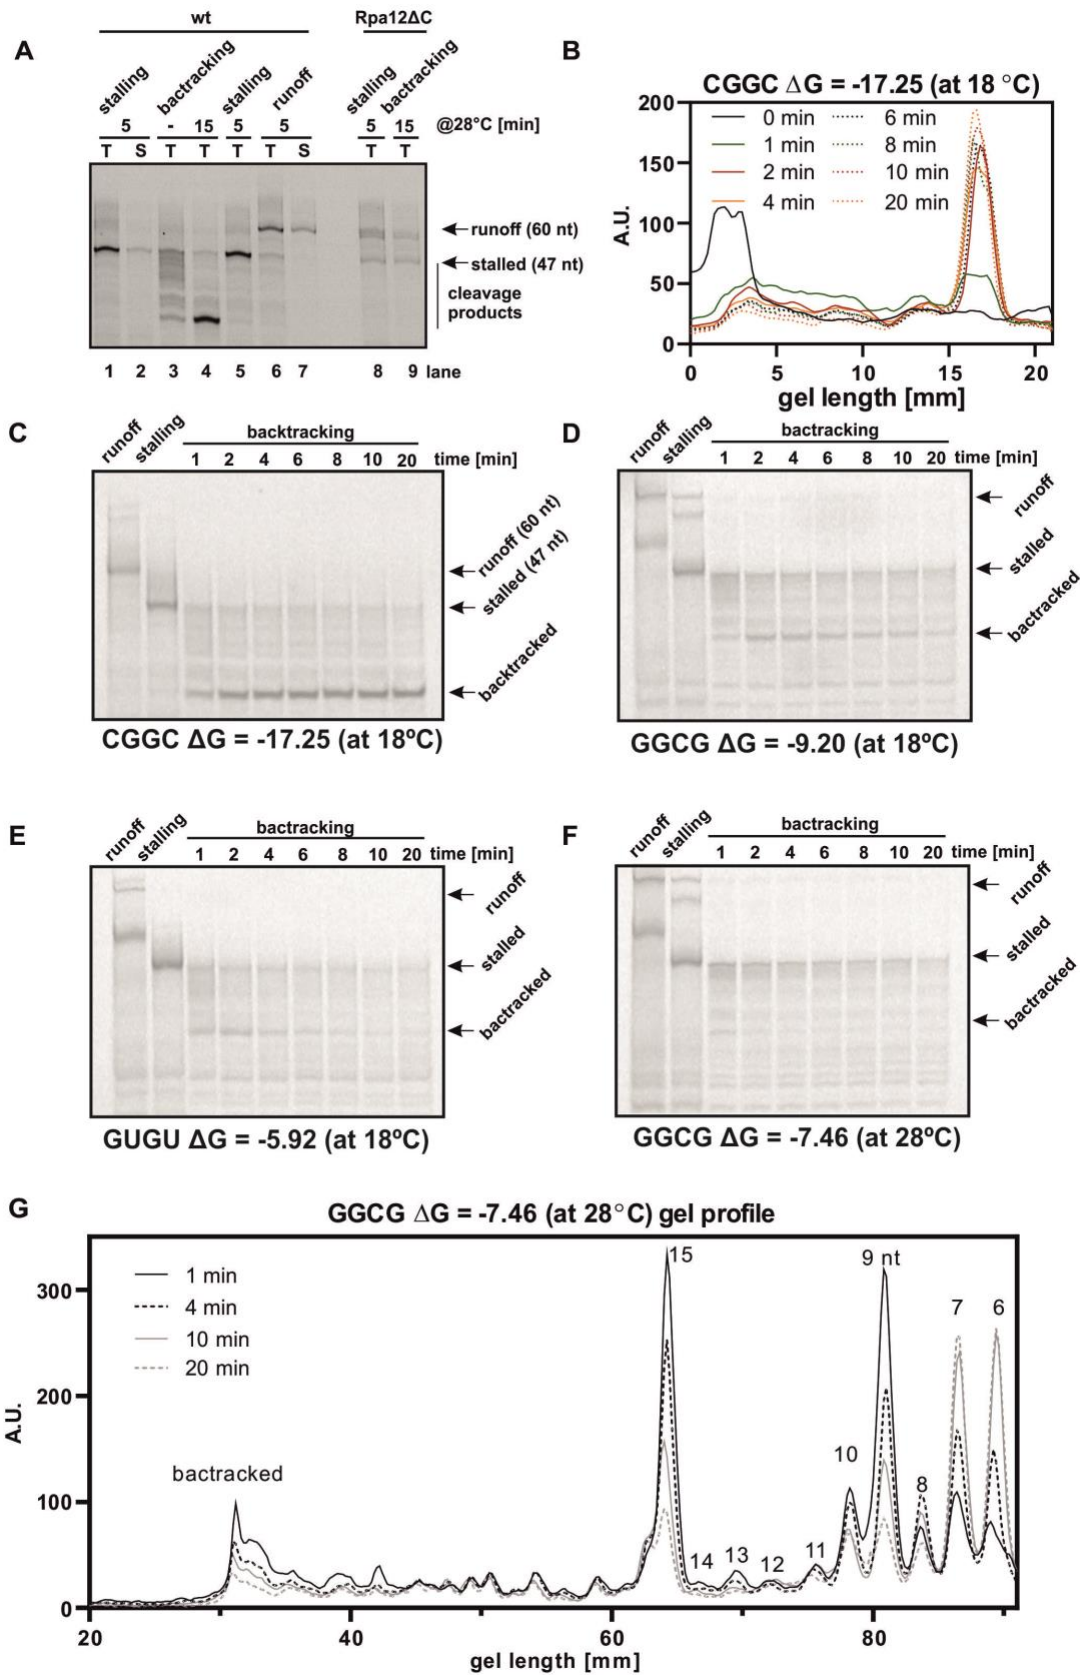 A
wt
Rpa12ΔC
stalling
bactracking
stalling
runoff
stalling
bactracking
5 - 15 5 5 5 15 @28°C [min]
T S T T T T S T T
runoff (60 nt)
stalled (47 nt)
cleavage
products
1 2 3 4 5 6 7 8 9 lane
B
CGGC ΔG = -17.25 (at 18 °C)
A.U.
200
150
100
50
0
0 min 6 min
1 min 8 min
2 min 10 min
4 min 20 min
0 5 10 15 20
gel length [mm]
C
runoff
stalling
backtracking
1 2 4 6 8 10 20 time [min]
runoff (60 nt)
stalled (47 nt)
backtracked
CGGC ΔG = -17.25 (at 18ºC)
D
runoff
stalling
bactracking
1 2 4 6 8 10 20 time [min]
runoff
stalled
bactracked
GGCG ΔG = -9.20 (at 18ºC)
E
runoff
stalling
bactracking
1 2 4 6 8 10 20 time [min]
runoff
stalled
bactracked
GUGU ΔG = -5.92 (at 18ºC)
F
runoff
stalling
bactracking
1 2 4 6 8 10 20 time [min]
runoff
stalled
bactracked
GGCG ΔG = -7.46 (at 28ºC)
G
GGCG ΔG = -7.46 (at 28°C) gel profile
A.U.
300
200
100
0
1 min
4 min
10 min
20 min
bactracked
15
14
13
12
11
10
9 nt
8
7
6
20 40 60 80
gel length [mm]